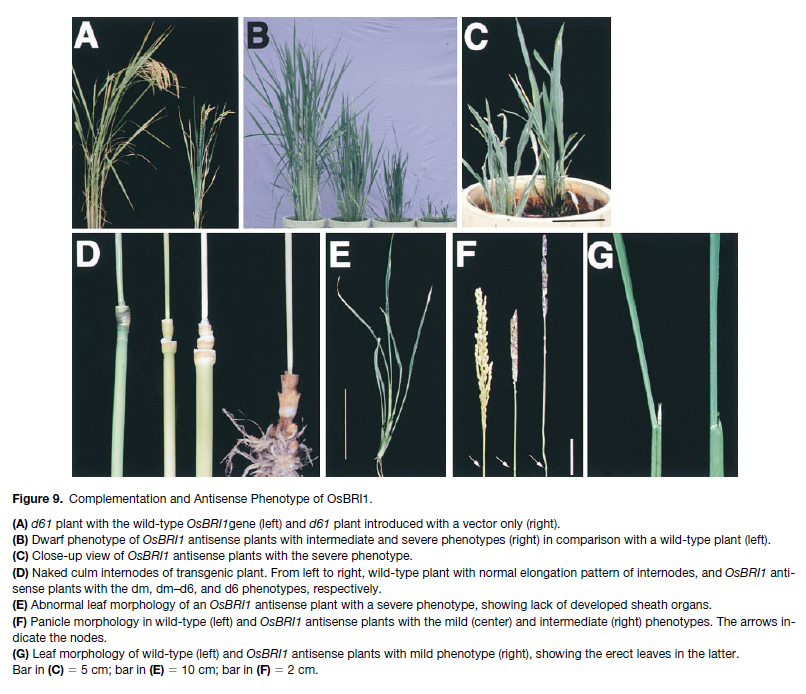 A
B
C
D
E
F
G
Figure 9. Complementation and Antisense Phenotype of OsBRI1.
(A) d61 plant with the wild-type OsBRI1gene (left) and d61 plant introduced with a vector only (right).
(B) Dwarf phenotype of OsBRI1 antisense plants with intermediate and severe phenotypes (right) in comparison with a wild-type plant (left).
(C) Close-up view of OsBRI1 antisense plants with the severe phenotype.
(D) Naked culm internodes of transgenic plant. From left to right, wild-type plant with normal elongation pattern of internodes, and OsBRI1 anti-
sense plants with the dm, dm–d6, and d6 phenotypes, respectively.
(E) Abnormal leaf morphology of an OsBRI1 antisense plant with a severe phenotype, showing lack of developed sheath organs.
(F) Panicle morphology in wild-type (left) and OsBRI1 antisense plants with the mild (center) and intermediate (right) phenotypes. The arrows in-
dicate the nodes.
(G) Leaf morphology of wild-type (left) and OsBRI1 antisense plants with mild phenotype (right), showing the erect leaves in the latter.
Bar in (C) = 5 cm; bar in (E) = 10 cm; bar in (F) = 2 cm.